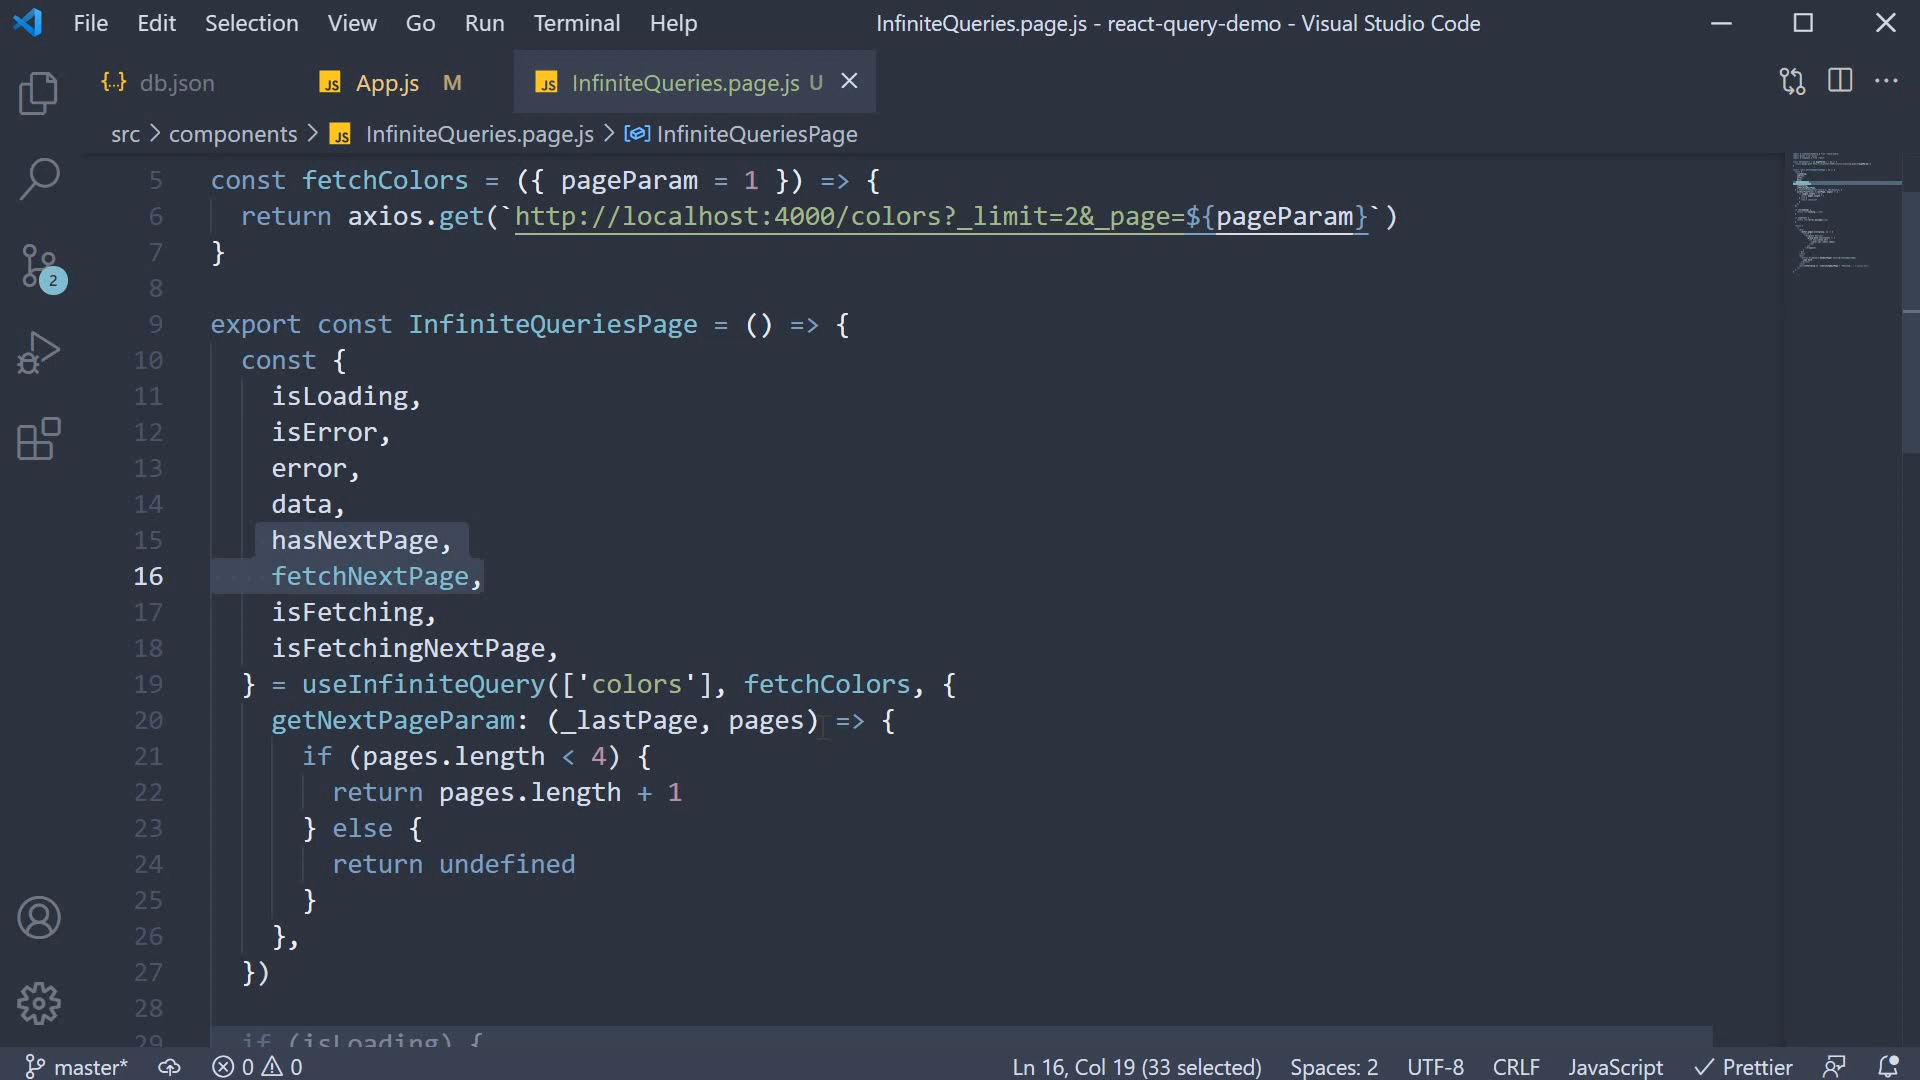 File Edit Selection View Go Run Terminal Help InfiniteQueries.page.js - react-query-demo - Visual Studio Code
{..} db.json JS App.js M JS InfiniteQueries.page.js U
src > components > JS InfiniteQueries.page.js > InfiniteQueriesPage
5 const fetchColors = ({ pageParam = 1 }) => {
6 return axios.get(`http://localhost:4000/colors?_limit=2&_page=${pageParam}`)
7 }
8
9 export const InfiniteQueriesPage = () => {
10 const {
11 isLoading,
12 isError,
13 error,
14 data,
15 hasNextPage,
16 fetchNextPage,
17 isFetching,
18 isFetchingNextPage,
19 } = useInfiniteQuery(['colors'], fetchColors, {
20 getNextPageParam: (_lastPage, pages) => {
21 if (pages.length < 4) {
22 return pages.length + 1
23 } else {
24 return undefined
25 }
26 },
27 })
28
29 if (isLoading) {
2
master* 0 0 Ln 16, Col 19 (33 selected) Spaces: 2 UTF-8 CRLF JavaScript Prettier